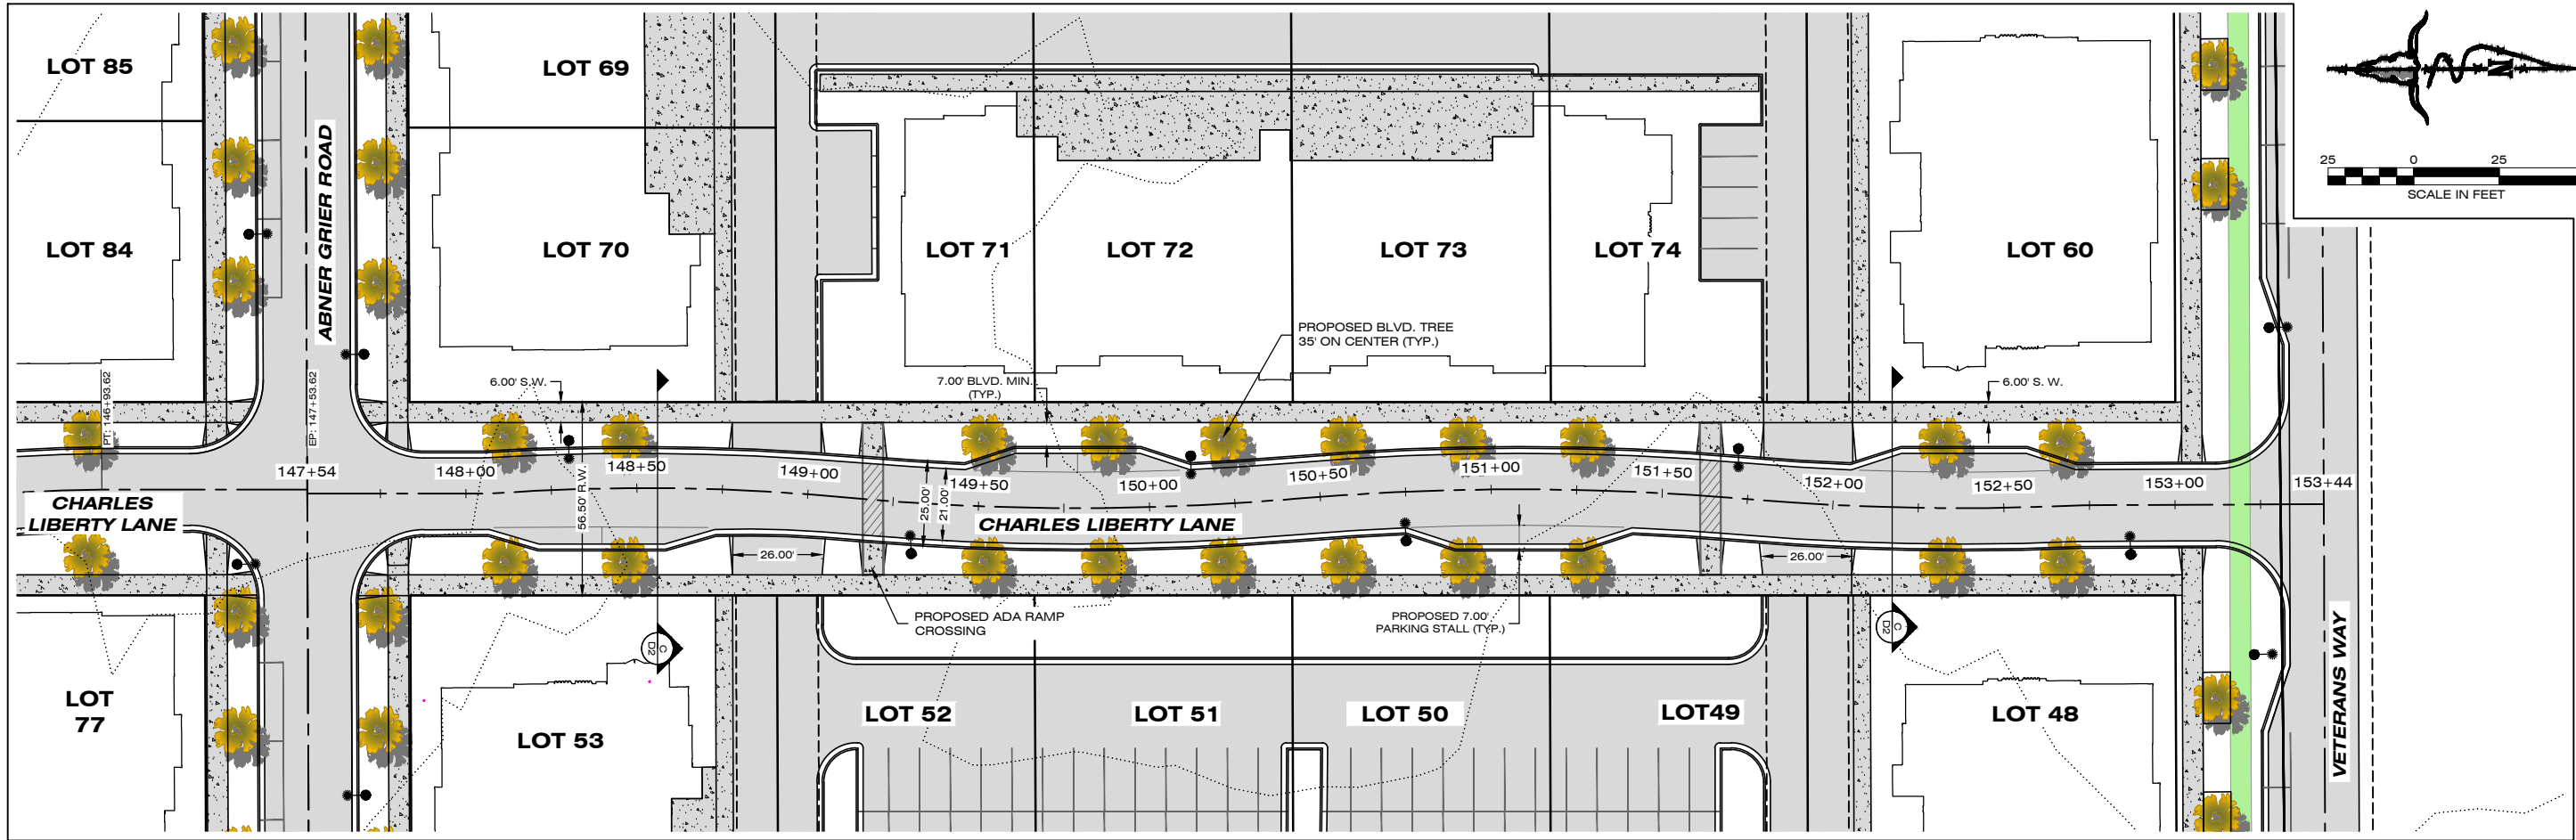 LOT 85
LOT 69
N
25 0 25
SCALE IN FEET
ABNER GRIER ROAD
LOT 84
LOT 70
LOT 71
LOT 72
LOT 73
LOT 74
LOT 60
PROPOSED BLVD. TREE
35' ON CENTER (TYP.)
PT: 146+93.62
EP: 147+53.62
6.00' S.W.
7.00' BLVD. MIN.
(TYP.)
6.00' S. W.
147+54
148+00
148+50
149+00
149+50
150+00
150+50
151+00
151+50
152+00
152+50
153+00
153+44
56.50' R.W.
25.00'
21.00'
CHARLES
LIBERTY LANE
CHARLES LIBERTY LANE
26.00'
26.00'
PROPOSED ADA RAMP
CROSSING
PROPOSED 7.00'
PARKING STALL (TYP.)
C
D2
C
D2
VETERANS WAY
LOT
77
LOT 53
LOT 52
LOT 51
LOT 50
LOT49
LOT 48